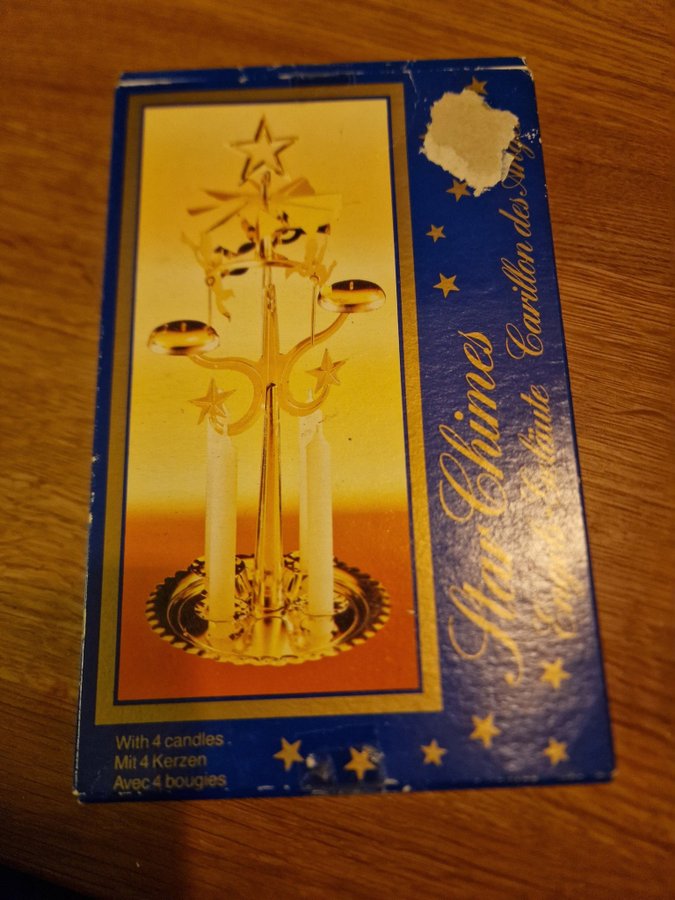 Star Chimes
Carillon des
With 4 candles
Mit 4 Kerzen
Avec 4 bougies